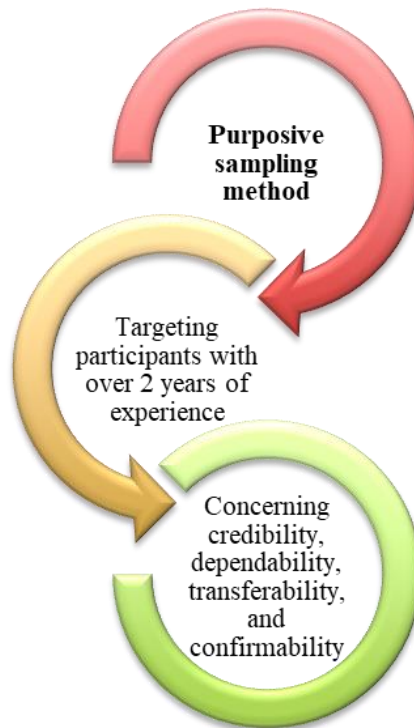 Purposive
sampling
method
Targeting
participants with
over 2 years of
experience
Concerning
credibility,
dependability,
transferability,
and
confirmability